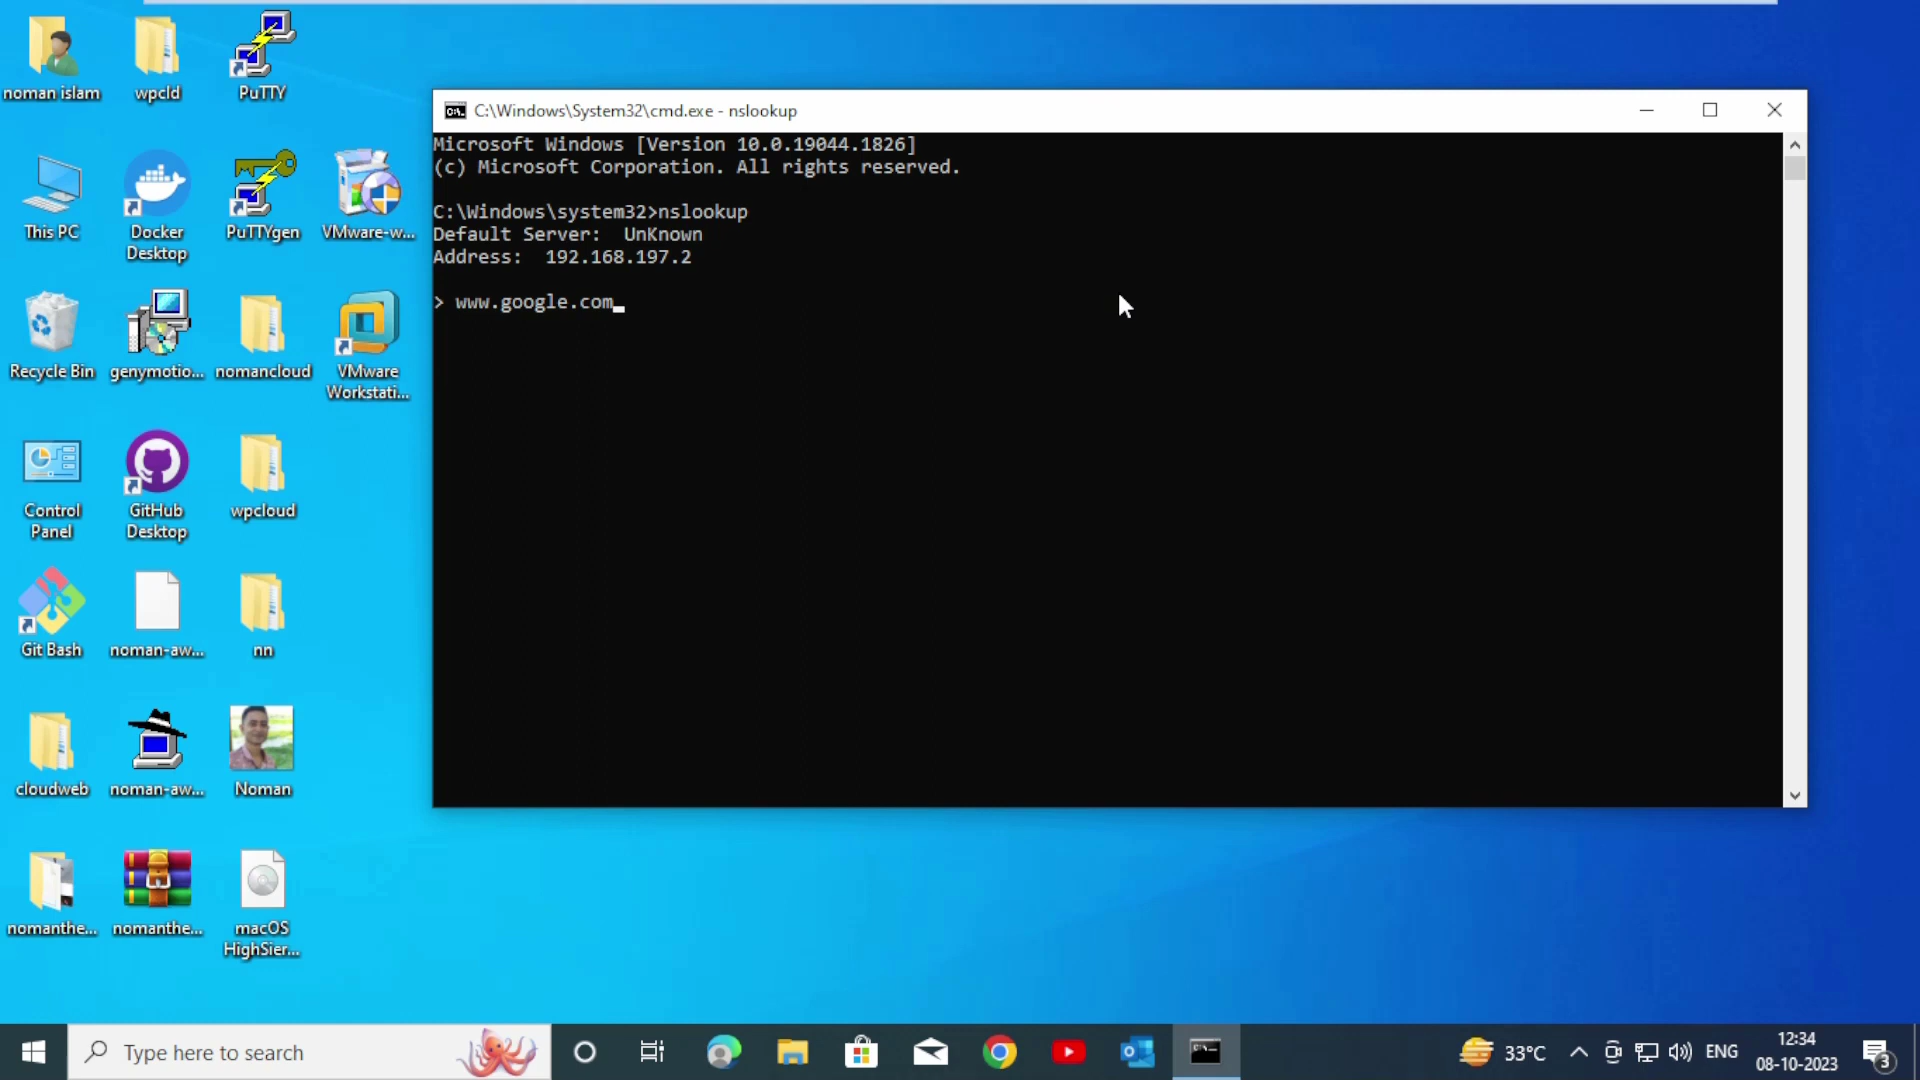 noman islam
wpcld
PuTTY
This PC
Docker
Desktop
PuTTYgen
VMware-w...
Recycle Bin
genymotio...
nomancloud
VMware
Workstati...
Control
Panel
GitHub
Desktop
wpcloud
Git Bash
noman-aw...
nn
cloudweb
noman-aw...
Noman
nomanthe...
nomanthe...
macOS
HighSier...
C:\Windows\System32\cmd.exe - nslookup
Microsoft Windows [Version 10.0.19044.1826]
(c) Microsoft Corporation. All rights reserved.
C:\Windows\system32>nslookup
Default Server:  UnKnown
Address:  192.168.197.2
> www.google.com
Type here to search
33°C
ENG
12:34
08-10-2023
3